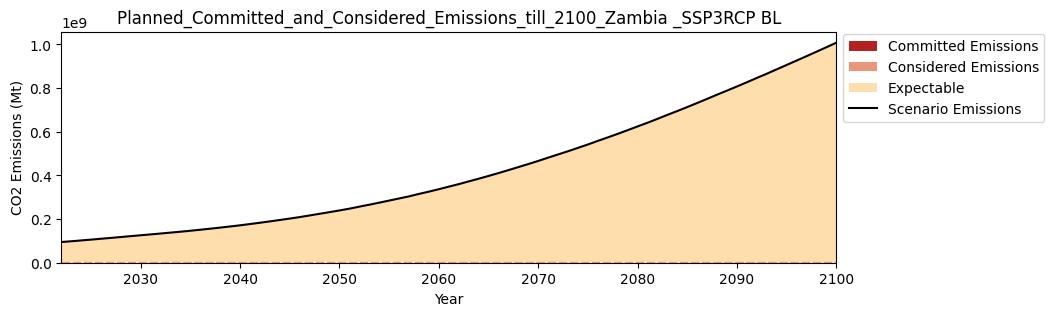 Planned_Committed_and_Considered_Emissions_till_2100_Zambia _SSP3RCP BL
1e9
1.0
0.8
0.6
0.4
0.2
0.0
CO2 Emissions (Mt)
2030 2040 2050 2060 2070 2080 2090 2100
Year
Committed Emissions
Considered Emissions
Expectable
Scenario Emissions